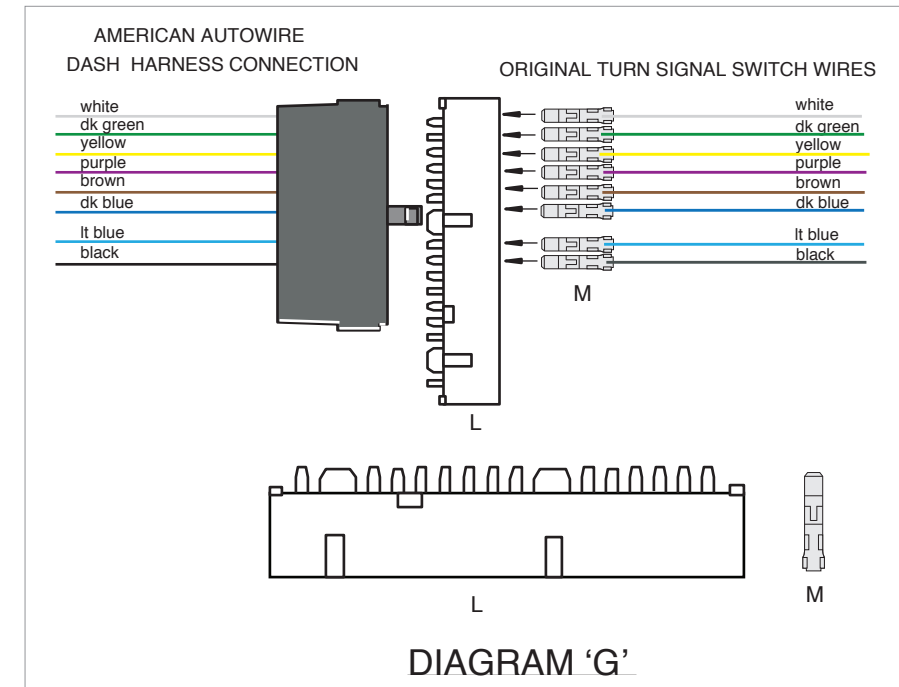 AMERICAN AUTOWIRE
DASH HARNESS CONNECTION
ORIGINAL TURN SIGNAL SWITCH WIRES
white
dk green
yellow
purple
brown
dk blue
lt blue
black
white
dk green
yellow
purple
brown
dk blue
lt blue
black
M
L
L
M
DIAGRAM ‘G’